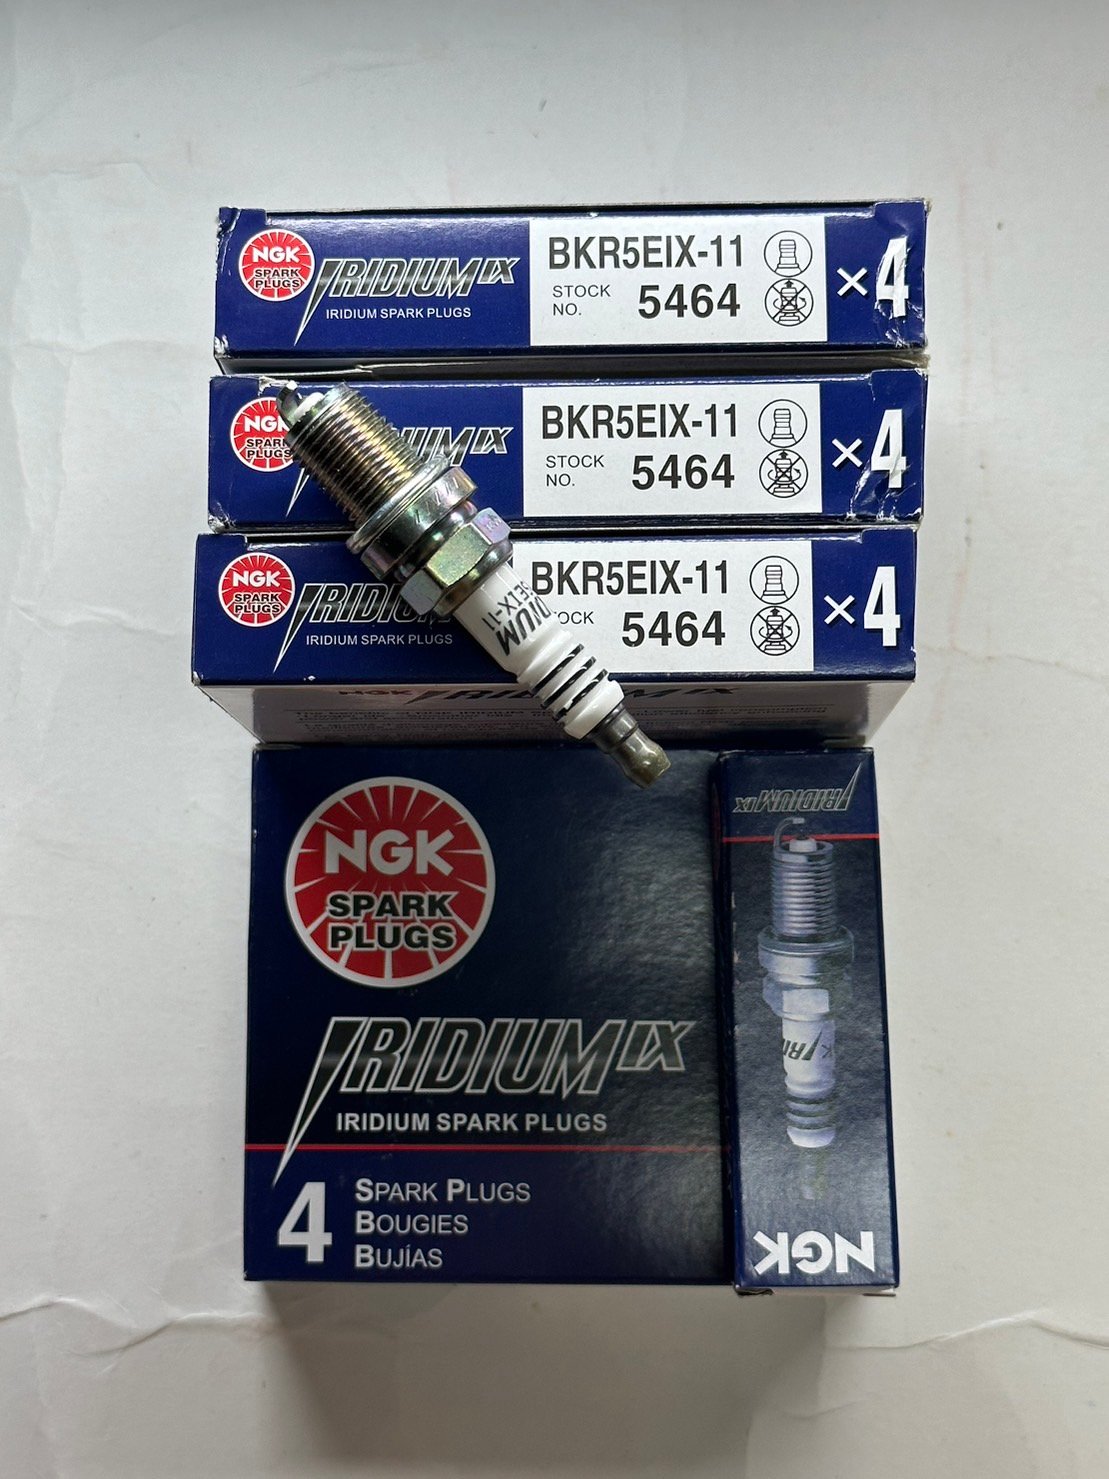 NGK
SPARK
PLUGS
IRIDIUM IX
IRIDIUM SPARK PLUGS
BKR5EIX-11
STOCK
NO.
5464
×4
NGK
SPARK
PLUGS
IX
BKR5EIX-11
STOCK
NO.
5464
×4
NGK
SPARK
PLUGS
IRIDIUM SPARK PLUGS
BKR5EIX-11
5464
×4
NGK
NGK
SPARK
PLUGS
IRIDIUM IX
IRIDIUM SPARK PLUGS
4
SPARK PLUGS
BOUGIES
BUJÍAS
IRIDIUM IX
NGK